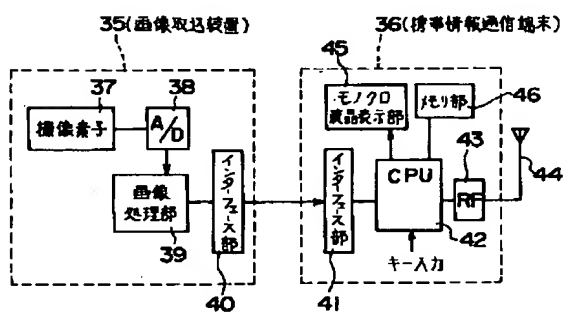 35(画像取込装置)
37
38
撮像素子
A/D
画像
処理部
39
インターフェース部
40
36(携帯情報通信端末)
45
モノクロ
液晶表示部
メモリ部
46
インターフェース部
41
CPU
43
RF
44
42
キー入力